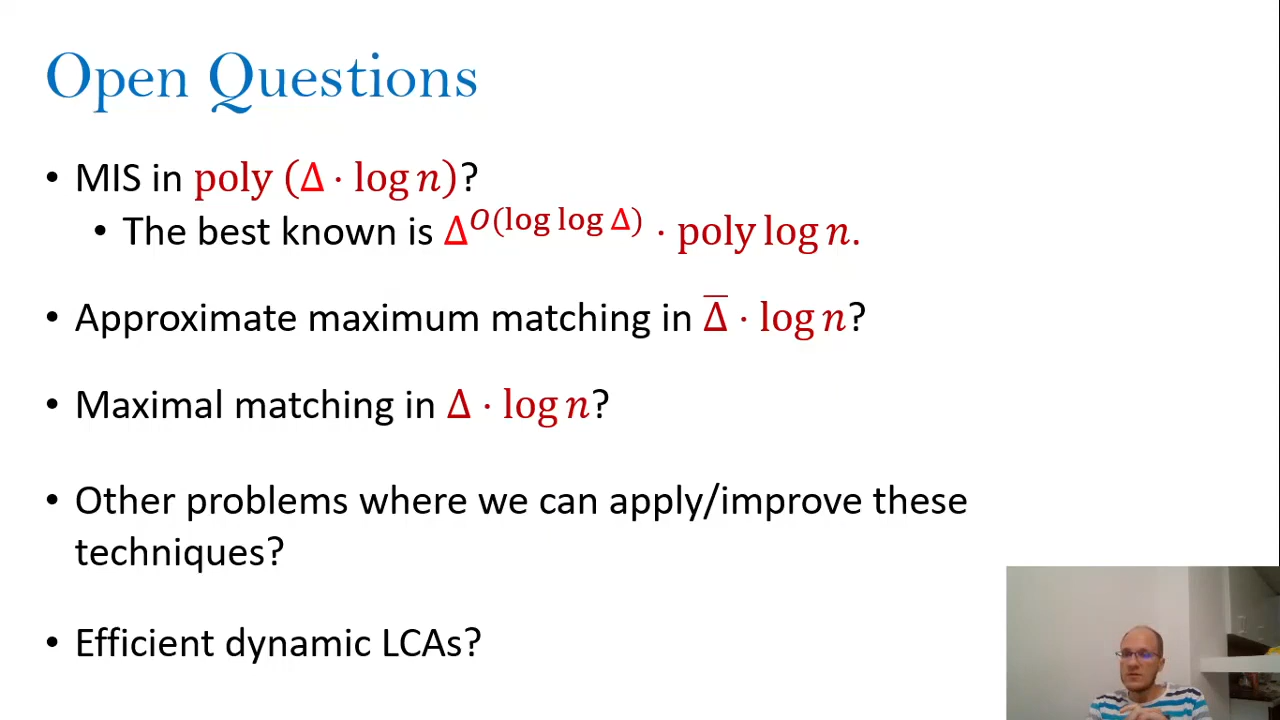 Open Questions
• MIS in poly (Δ · log n)?
• The best known is Δ^{O(log log Δ)} · poly log n.
• Approximate maximum matching in Δ̅ · log n?
• Maximal matching in Δ · log n?
• Other problems where we can apply/improve these
techniques?
• Efficient dynamic LCAs?